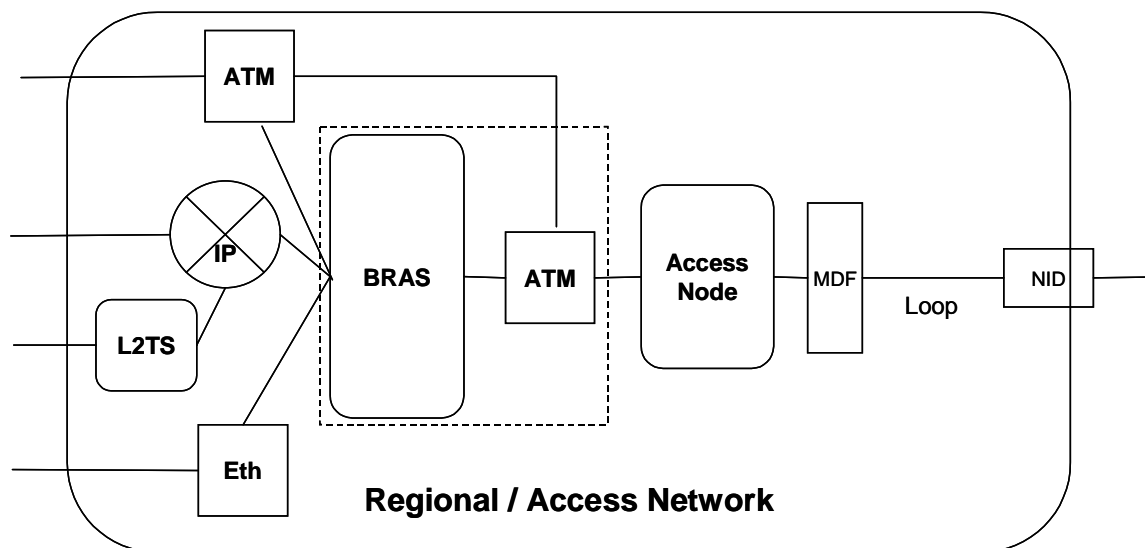 ATM
IP
L2TS
Eth
BRAS
ATM
Access
Node
MDF
Loop
NID
Regional / Access Network